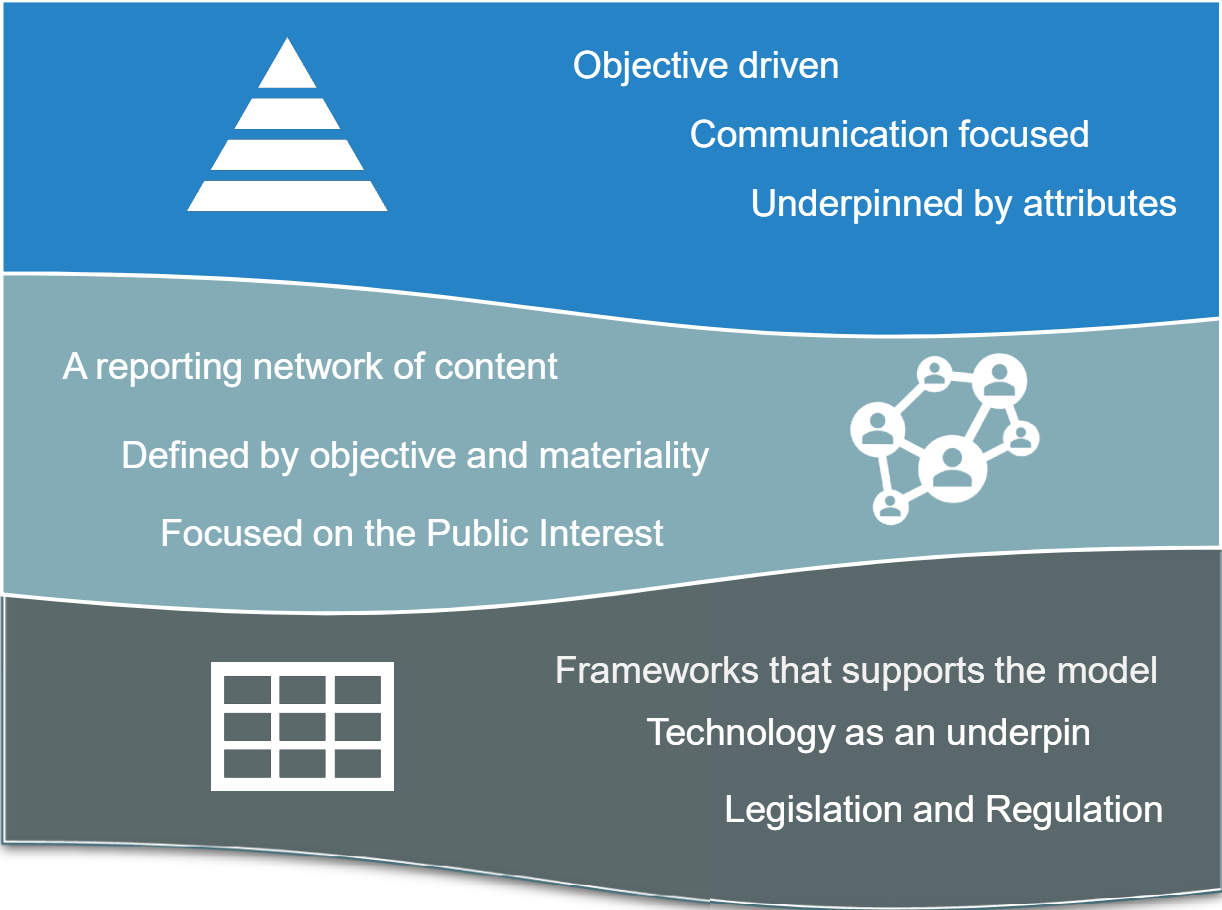 Objective driven
Communication focused
Underpinned by attributes
A reporting network of content
Defined by objective and materiality
Focused on the Public Interest
Frameworks that supports the model
Technology as an underpin
Legislation and Regulation